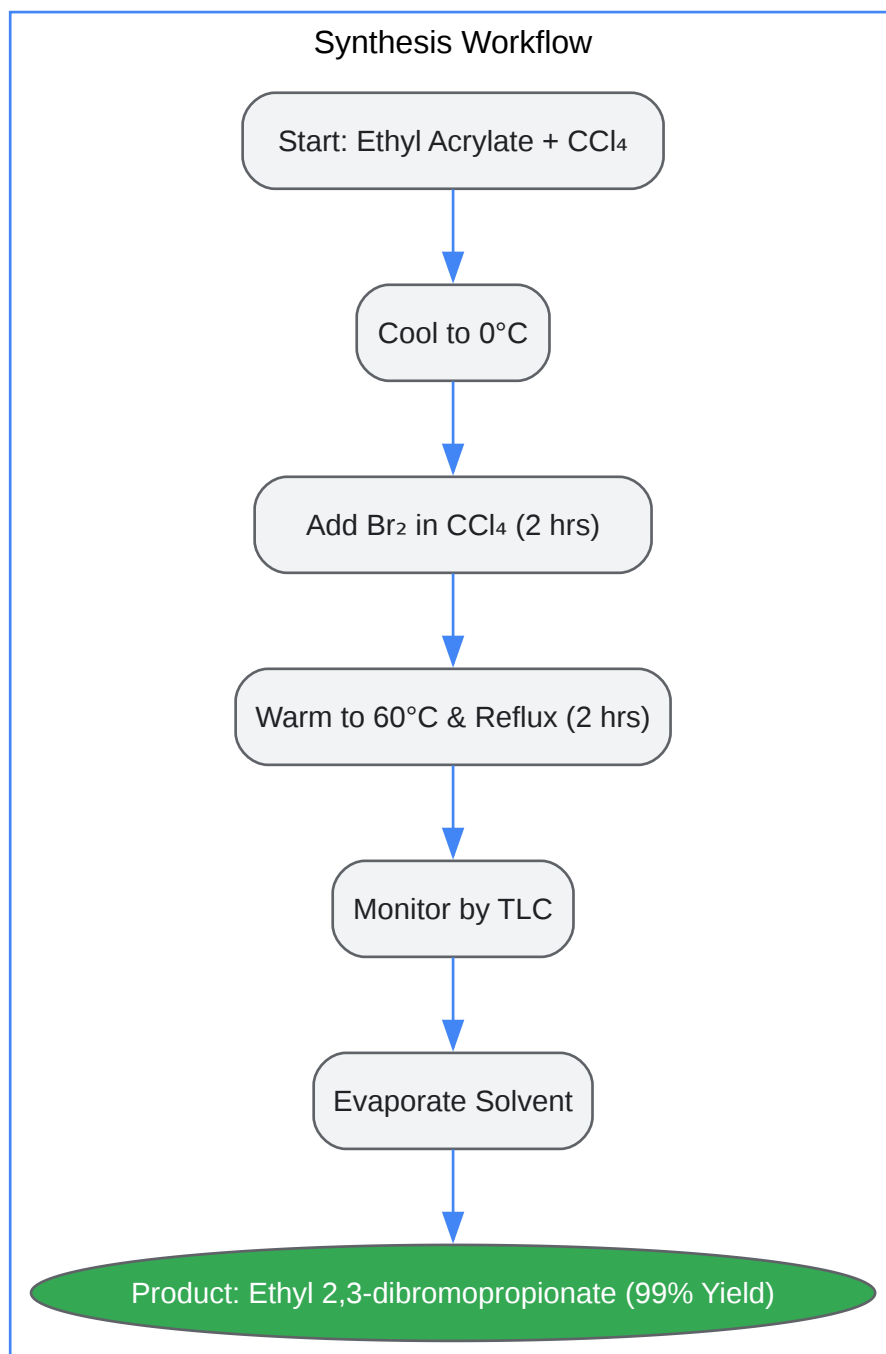 Synthesis Workflow
Start: Ethyl Acrylate + CCl₄
Cool to 0°C
Add Br₂ in CCl₄ (2 hrs)
Warm to 60°C & Reflux (2 hrs)
Monitor by TLC
Evaporate Solvent
Product: Ethyl 2,3-dibromopropionate (99% Yield)